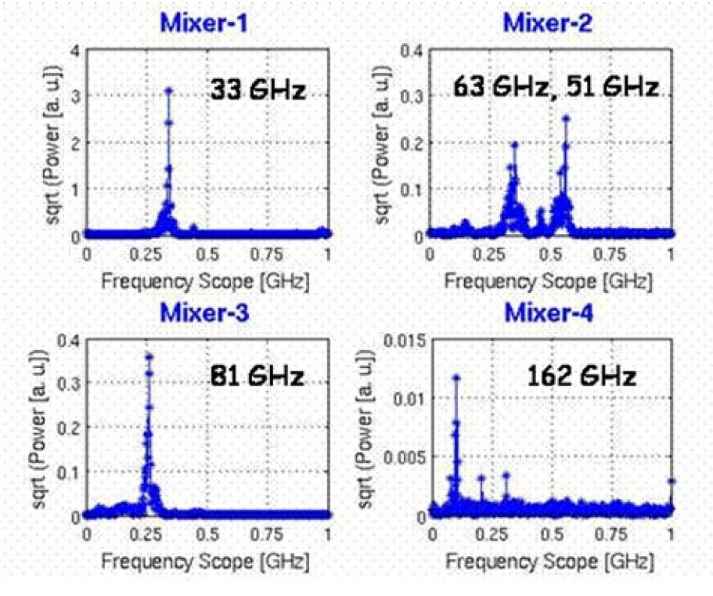 Mixer-1
Mixer-2
4
3
2
1
0
33 GHz
sqrt (Power [a. u.])
0
0.25
0.5
0.75
1
Frequency Scope [GHz]
0.4
0.3
0.2
0.1
0
63 GHz, 51 GHz
sqrt (Power [a. u.])
0
0.25
0.5
0.75
1
Frequency Scope [GHz]
Mixer-3
Mixer-4
0.4
0.3
0.2
0.1
0
81 GHz
sqrt (Power [a. u.])
0
0.25
0.5
0.75
1
Frequency Scope [GHz]
0.015
0.01
0.005
0
162 GHz
sqrt (Power [a. u.])
0
0.25
0.5
0.75
1
Frequency Scope [GHz]